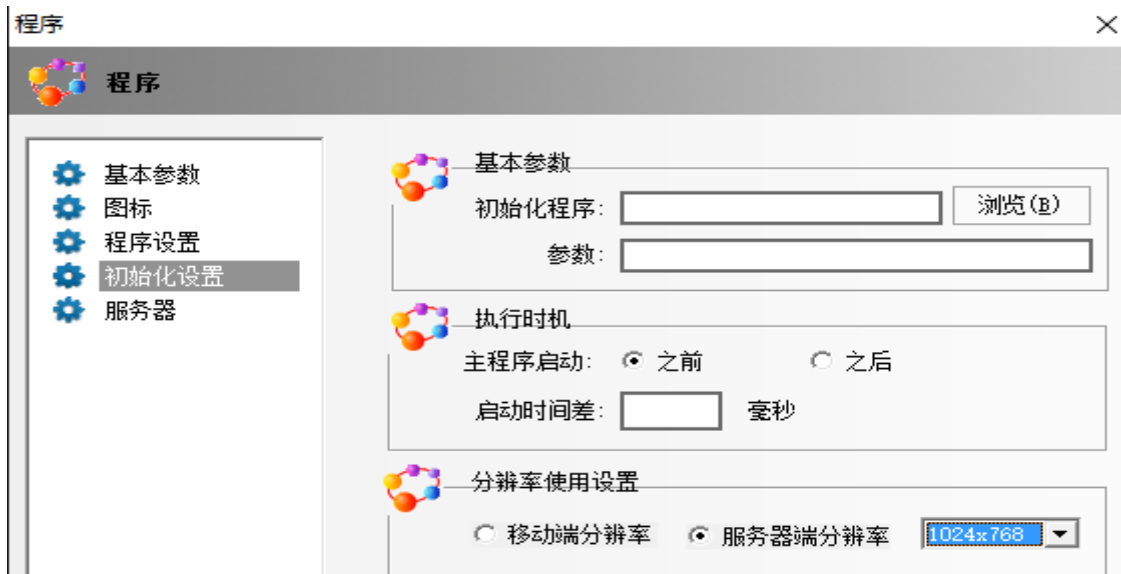 程序
程序
基本参数
图标
程序设置
初始化设置
服务器
基本参数
初始化程序: 浏览(B)
参数:
执行时机
主程序启动: 之前 之后
启动时间差: 毫秒
分辨率使用设置
移动端分辨率 服务器端分辨率 1024x768